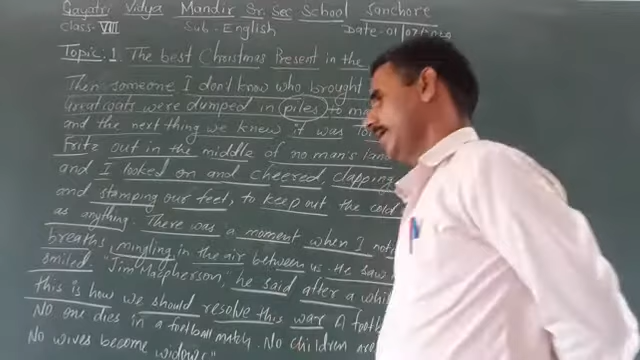 Gayatri Vidya Mandir Sr. Sec School Sanchore
Class-VIII Sub. English Date-01/07/
Topic:1. The best Christmas Present in the
Then someone I don't know who brought
Great coats were dumped in piles to
and the next thing we knew it was
Fritz out in the middle of no man's land
and I looked on and cheered, clapping
and stamping our feet, to keep out the cold
as anything. There was a moment when I
breaths, mingling in the air between us. He saw
smiled "Jim Macpherson," he said after a
this is how we should resolve this war A
No one dies in a football match. No children are
No wives become widows"